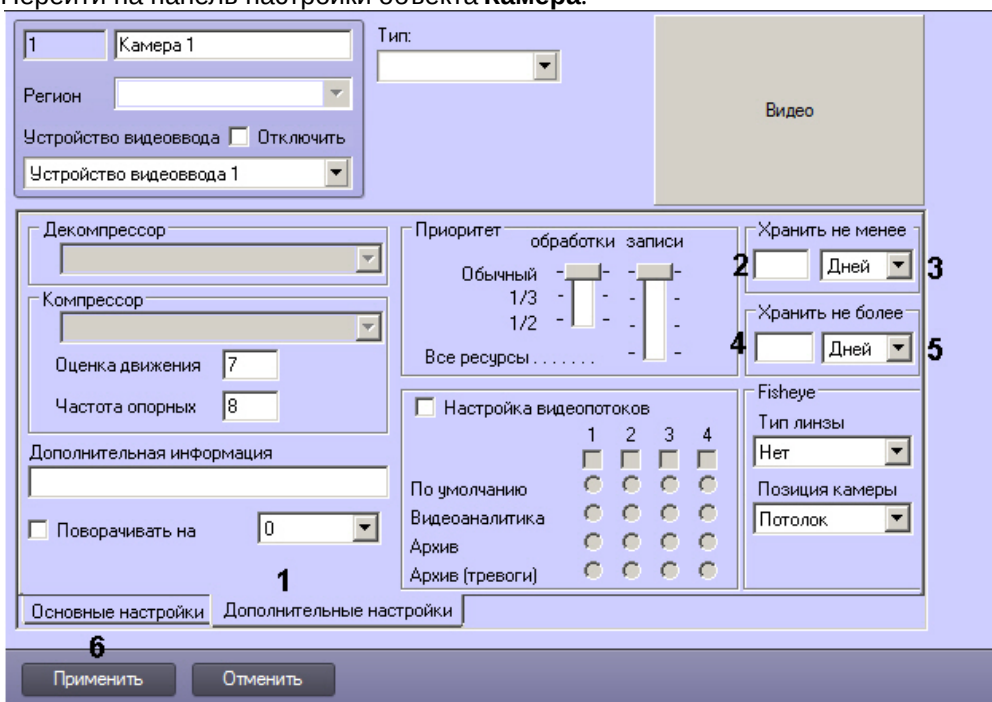 Перейти на панель настройки объекта Камера.
1 Камера 1
Тип:
Регион
Видео
Устройство видеоввода Отключить
Устройство видеоввода 1
Декомпрессор
Приоритет
обработки записи
Хранить не менее
2 Дней 3
Обычный
Компрессор
1/3
1/2
Хранить не более
4 Дней 5
Все ресурсы . . . . . . .
Оценка движения 7
Частота опорных 8
Fisheye
Настройка видеопотоков
Тип линзы
1 2 3 4
Нет
Дополнительная информация
По умолчанию
Позиция камеры
Видеоаналитика
Потолок
Поворачивать на 0
Архив
Архив (тревоги)
1
Основные настройки Дополнительные настройки
6
Применить Отменить